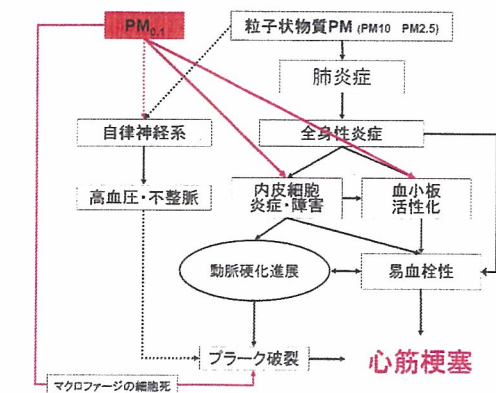 PM0.1
粒子状物質PM (PM10 PM2.5)
肺炎症
自律神経系
全身性炎症
高血圧・不整脈
内皮細胞
炎症・障害
血小板
活性化
動脈硬化進展
易血栓性
プラーク破裂
心筋梗塞
マクロファージの細胞死